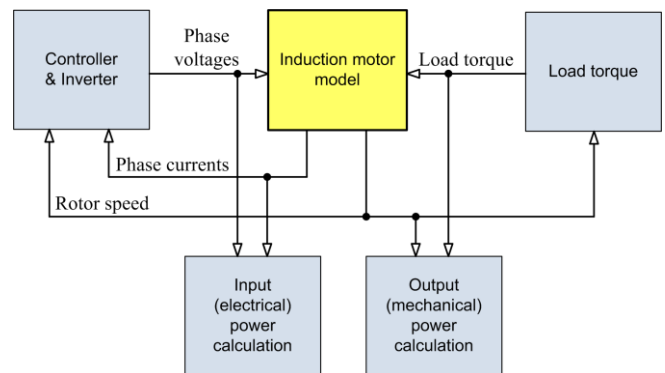 Controller
& Inverter
Phase
voltages
Induction motor
model
Load torque
Load torque
Phase currents
Rotor speed
Input
(electrical)
power
calculation
Output
(mechanical)
power
calculation